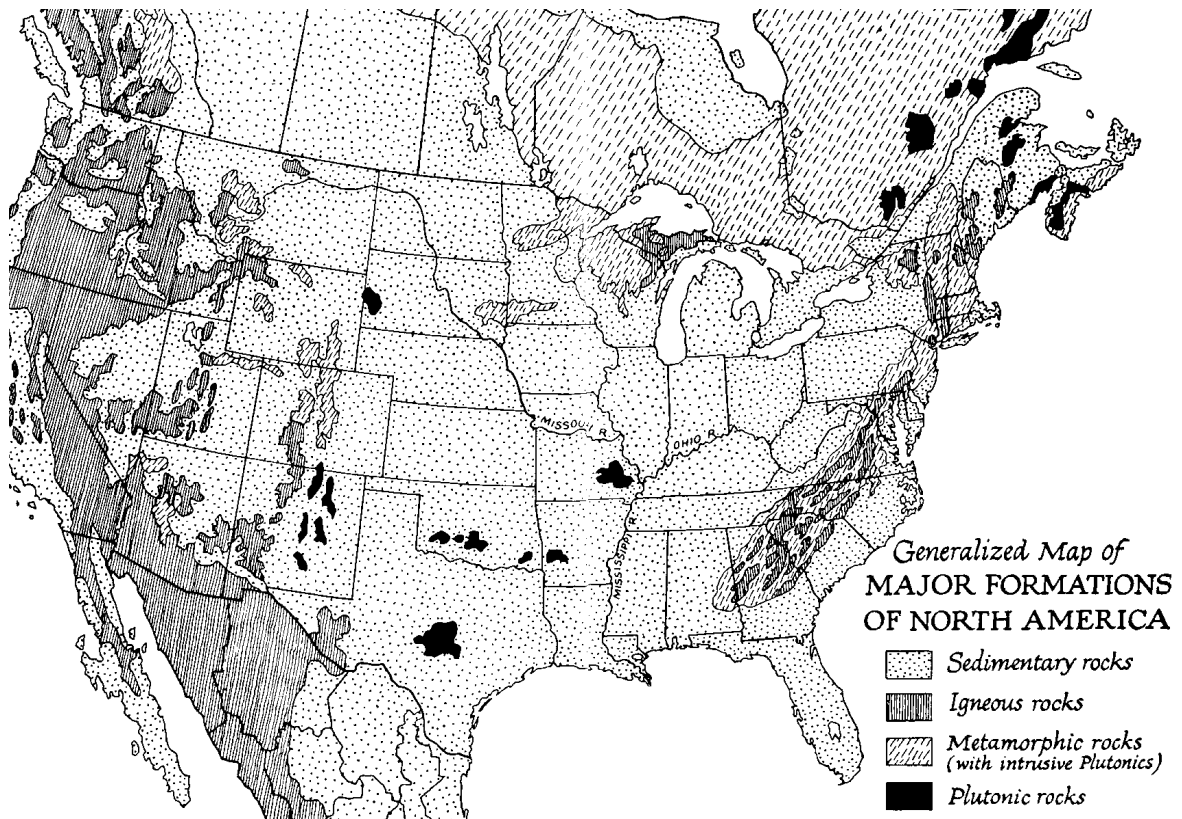 MISSOURI R.
OHIO R.
MISSISSIPPI R.
Generalized Map of
MAJOR FORMATIONS
OF NORTH AMERICA
Sedimentary rocks
Igneous rocks
Metamorphic rocks
(with intrusive Plutonics)
Plutonic rocks